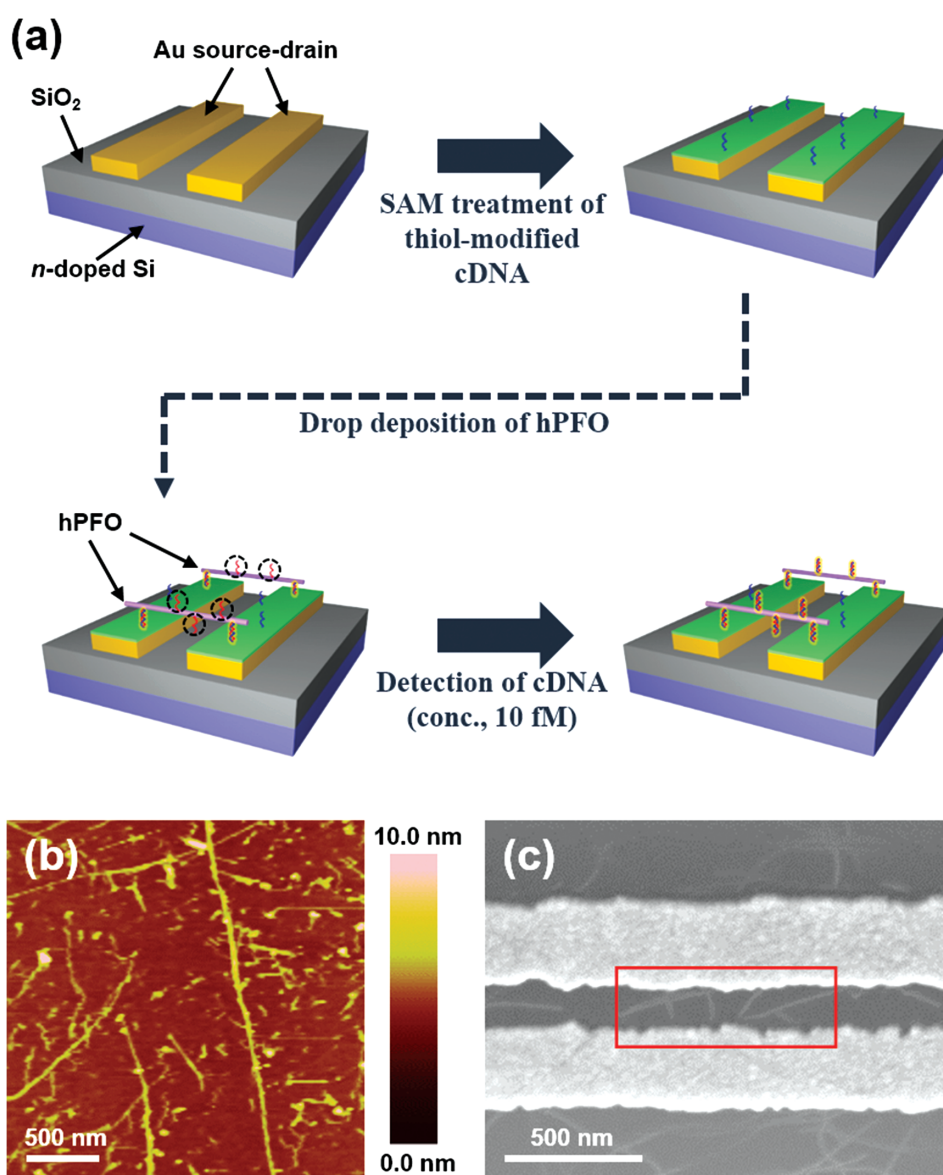 (a)
Au source-drain
SiO2
n-doped Si
SAM treatment of
thiol-modified
cDNA
Drop deposition of hPFO
hPFO
Detection of cDNA
(conc., 10 fM)
(b)
10.0 nm
0.0 nm
500 nm
(c)
500 nm